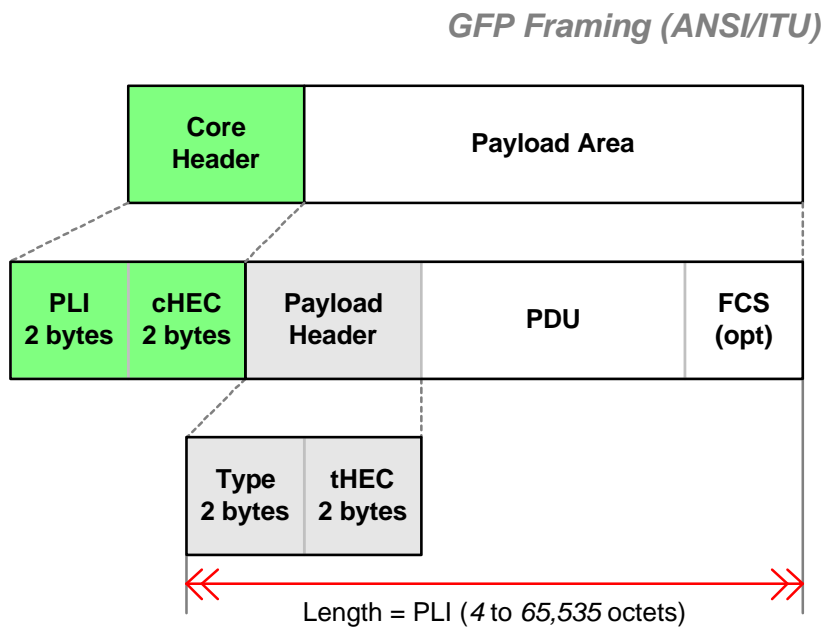 GFP Framing (ANSI/ITU)
Core
Header
Payload Area
PLI
2 bytes
cHEC
2 bytes
Payload
Header
PDU
FCS
(opt)
Type
2 bytes
tHEC
2 bytes
Length = PLI (4 to 65,535 octets)